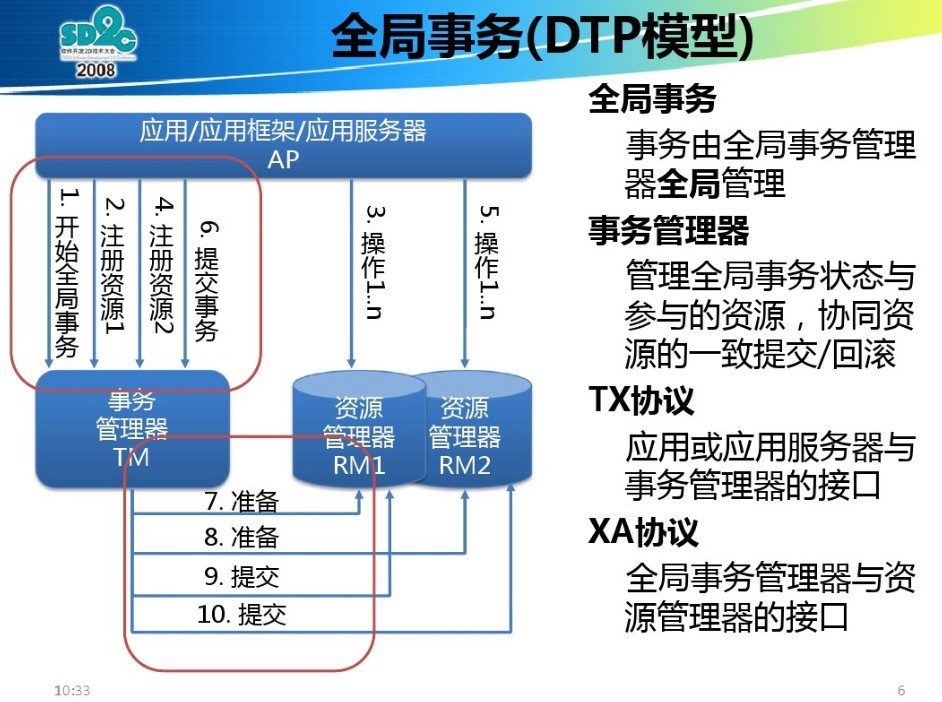 SD2C
软件开发2.0技术大会
2008
全局事务(DTP模型)
应用/应用框架/应用服务器
AP
1. 开始全局事务
2. 注册资源1
4. 注册资源2
6. 提交事务
3. 操作1..n
5. 操作1..n
事务
管理器
TM
资源
管理器
RM1
资源
管理器
RM2
7. 准备
8. 准备
9. 提交
10. 提交
全局事务
事务由全局事务管理
器全局管理
事务管理器
管理全局事务状态与
参与的资源，协同资
源的一致提交/回滚
TX协议
应用或应用服务器与
事务管理器的接口
XA协议
全局事务管理器与资
源管理器的接口
10:33
6